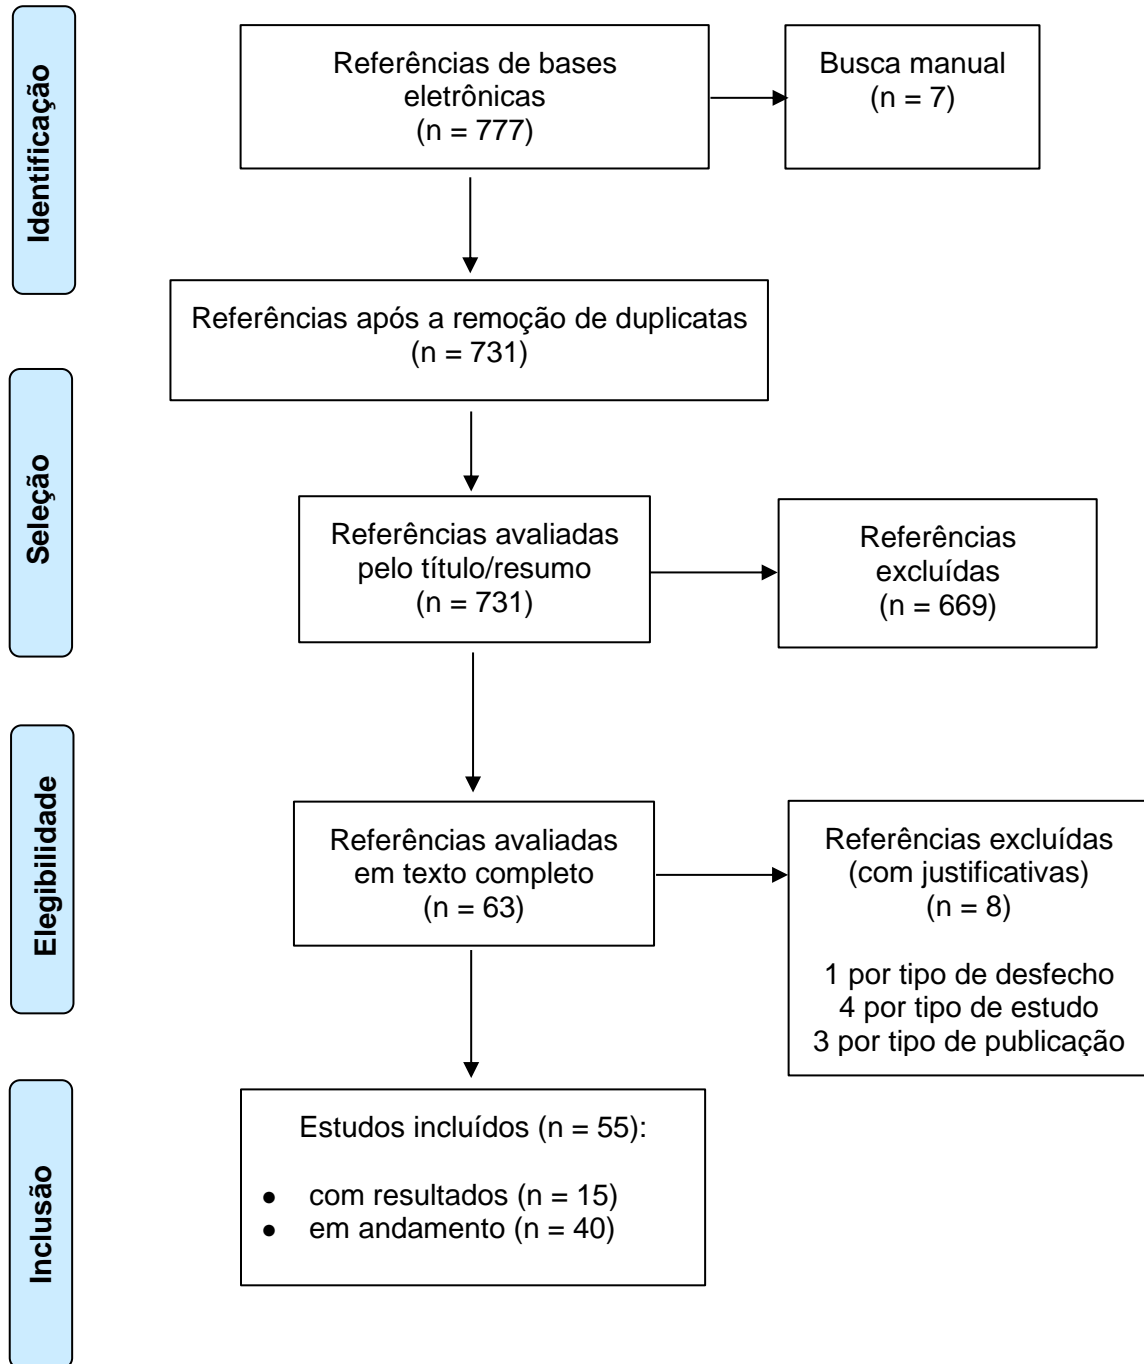 Identificação
Referências de bases
eletrônicas
(n = 777)
Busca manual
(n = 7)
Referências após a remoção de duplicatas
(n = 731)
Seleção
Referências avaliadas
pelo título/resumo
(n = 731)
Referências
excluídas
(n = 669)
Elegibilidade
Referências avaliadas
em texto completo
(n = 63)
Referências excluídas
(com justificativas)
(n = 8)
1 por tipo de desfecho
4 por tipo de estudo
3 por tipo de publicação
Inclusão
Estudos incluídos (n = 55):
● com resultados (n = 15)
● em andamento (n = 40)